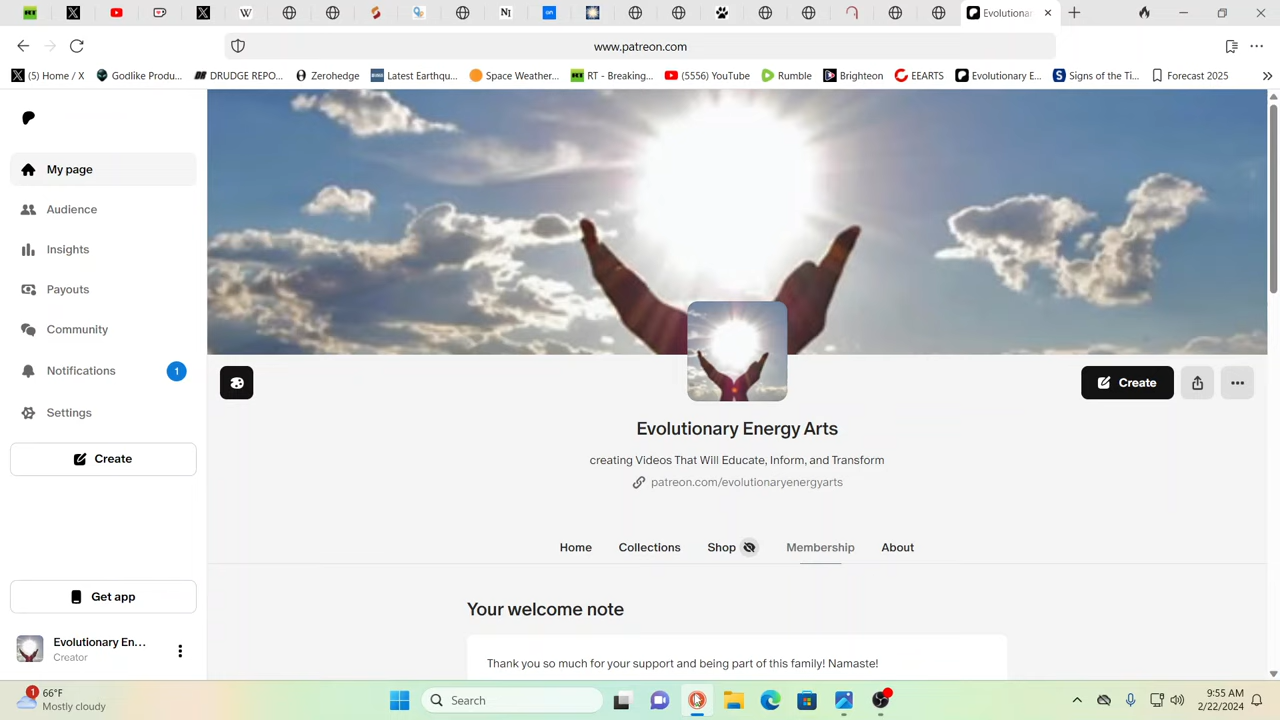 Evolutionar
www.patreon.com
(5) Home / X
Godlike Produ...
DRUDGE REPO...
Zerohedge
Latest Earthqu...
Space Weather...
RT - Breaking...
(5556) YouTube
Rumble
Brighteon
EEARTS
Evolutionary E...
Signs of the Ti...
Forecast 2025
My page
Audience
Insights
Payouts
Community
Notifications 1
Settings
Create
Get app
Evolutionary En...
Creator
Create
Evolutionary Energy Arts
creating Videos That Will Educate, Inform, and Transform
patreon.com/evolutionaryenergyarts
Home Collections Shop Membership About
Your welcome note
Thank you so much for your support and being part of this family! Namaste!
1
66°F
Mostly cloudy
Search
9:55 AM
2/22/2024